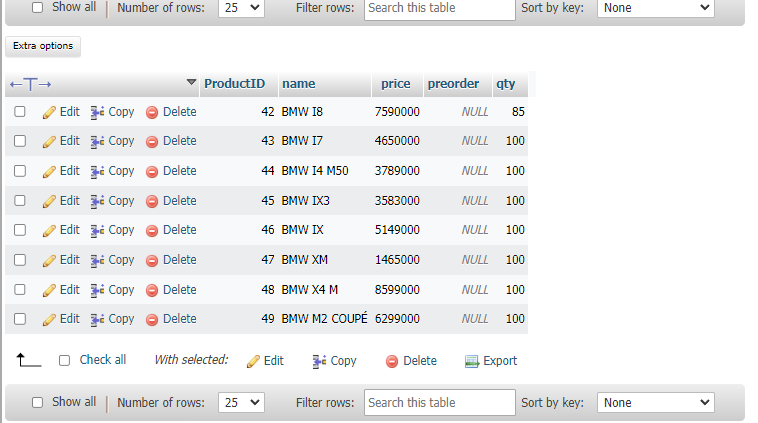 Show all Number of rows: 25 Filter rows: Search this table Sort by key: None
Extra options
←T→ ProductID name price preorder qty
Edit Copy Delete 42 BMW I8 7590000 NULL 85
Edit Copy Delete 43 BMW I7 4650000 NULL 100
Edit Copy Delete 44 BMW I4 M50 3789000 NULL 100
Edit Copy Delete 45 BMW IX3 3583000 NULL 100
Edit Copy Delete 46 BMW IX 5149000 NULL 100
Edit Copy Delete 47 BMW XM 1465000 NULL 100
Edit Copy Delete 48 BMW X4 M 8599000 NULL 100
Edit Copy Delete 49 BMW M2 COUPÉ 6299000 NULL 100
Check all With selected: Edit Copy Delete Export
Show all Number of rows: 25 Filter rows: Search this table Sort by key: None